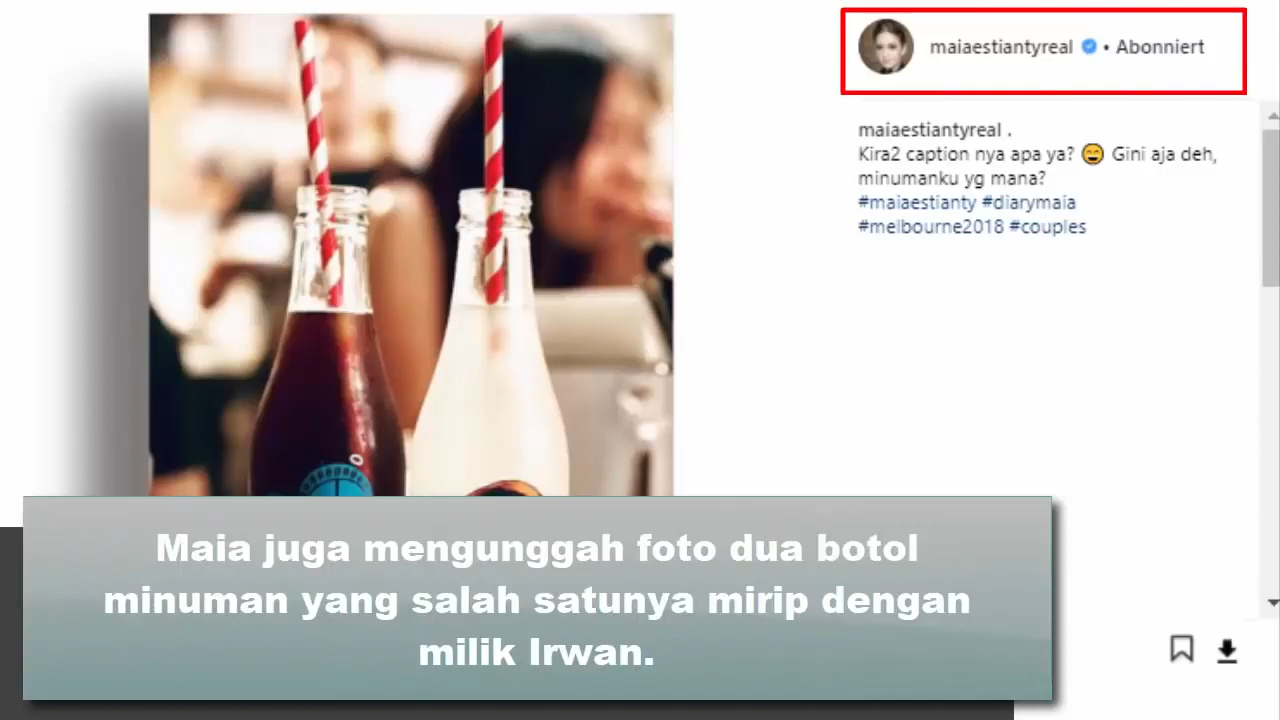 maiaestiantyreal • Abonniert
maiaestiantyreal .
Kira2 caption nya apa ya? 😄 Gini aja deh,
minumanku yg mana?
#maiaestianty #diarymaia
#melbourne2018 #couples
Maia juga mengunggah foto dua botol
minuman yang salah satunya mirip dengan
milik Irwan.